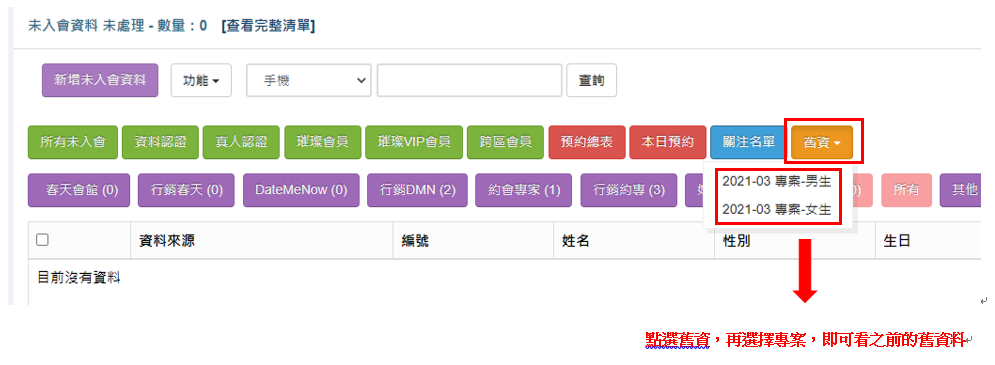 未入會資料 未處理 - 數量：0 [查看完整清單]
新增未入會資料 功能 手機 查詢
所有未入會 資料認證 真人認證 璀璨會員 璀璨VIP會員 跨區會員 預約總表 本日預約 關注名單 舊資
春天會館 (0) 行銷春天 (0) DateMeNow (0) 行銷DMN (2) 約會專家 (1) 行銷約專 (3) 所有 其他
2021-03 專案-男生
2021-03 專案-女生
資料來源 編號 姓名 性別 生日
目前沒有資料
點選舊資，再選擇專案，即可看之前的舊資料